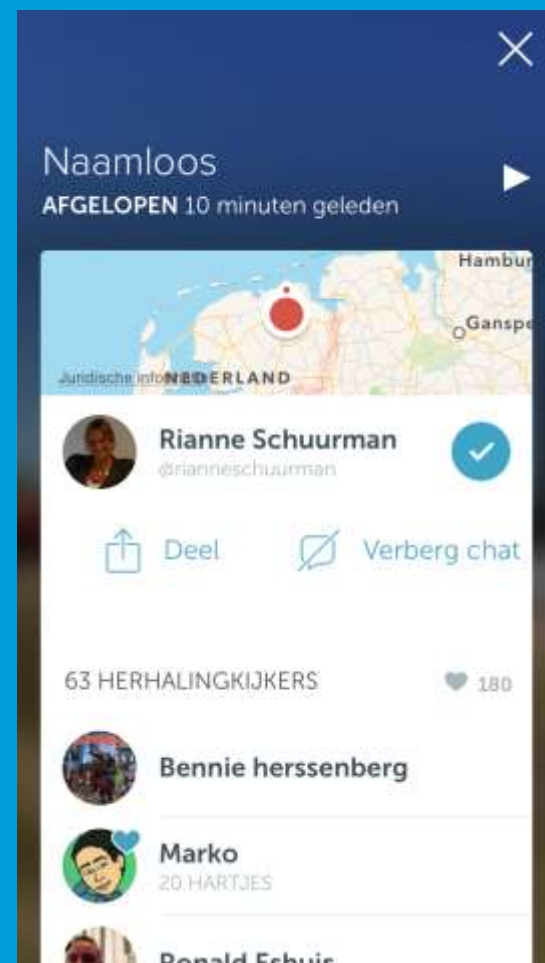 Naamloos
AFGELOPEN 10 minuten geleden
Hambur
Ganspe
Juridische
NEDERLAND
Rianne Schuurman
@rianneschuurman
Deel
Verberg chat
63 HERHALINGKIJKERS
180
Bennie herssenberg
Marko
20 HARTJES
Ronald Eshuis